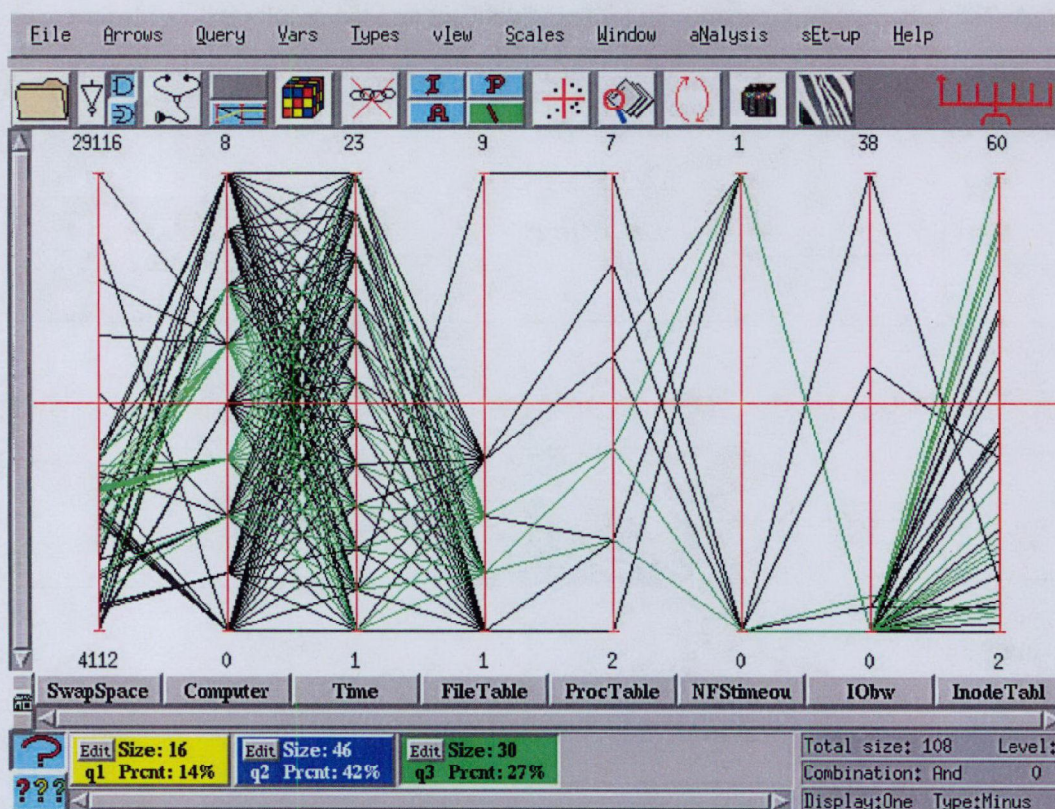 File Arrows Query Vars Types vIew Scales Window aNalysis sEt-up Help
I P
A \
29116 8 23 9 7 1 38 60
4112 0 1 1 2 0 0 2
SwapSpace Computer Time FileTable ProcTable NFStimeou IObw InodeTabl
? Edit Size: 16 Edit Size: 46 Edit Size: 30 Total size: 108 Level:
q1 Prcnt: 14% q2 Prcnt: 42% q3 Prcnt: 27% Combination: And 0
??? Display:One Type:Minus